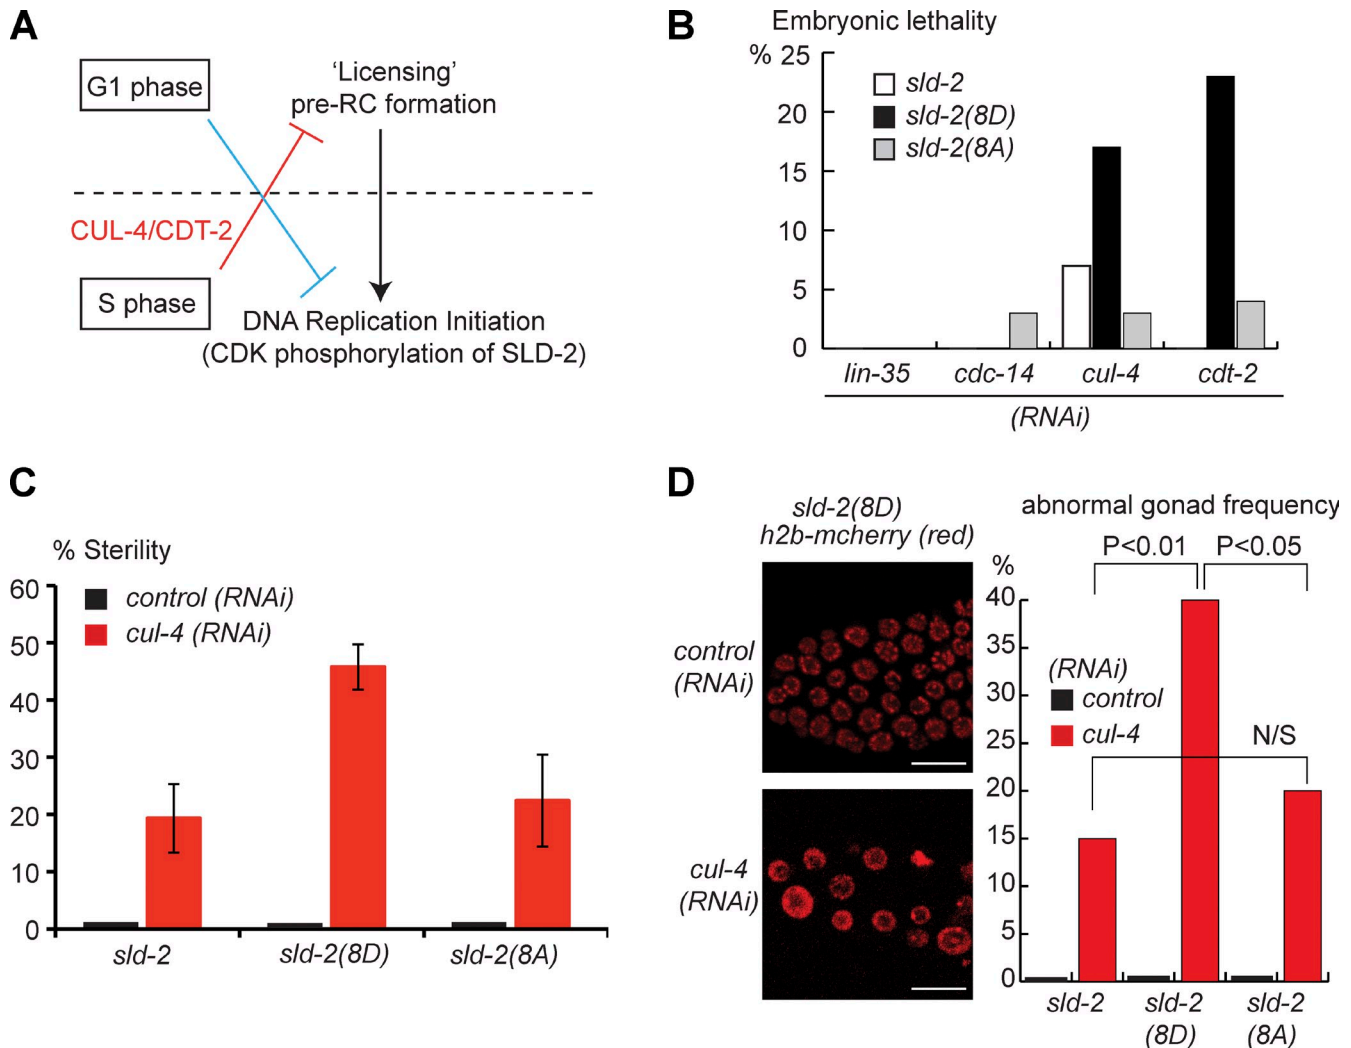 A
G1 phase
‘Licensing’
pre-RC formation
CUL-4/CDT-2
S phase
DNA Replication Initiation
(CDK phosphorylation of SLD-2)
B
Embryonic lethality
% 25
20
15
10
5
0
sld-2
sld-2(8D)
sld-2(8A)
lin-35 cdc-14 cul-4 cdt-2
(RNAi)
C
% Sterility
60
50
40
30
20
10
0
control (RNAi)
cul-4 (RNAi)
sld-2 sld-2(8D) sld-2(8A)
D
sld-2(8D)
h2b-mcherry (red)
control
(RNAi)
cul-4
(RNAi)
abnormal gonad frequency
P<0.01 P<0.05
%
40
35
30
25
20
15
10
5
0
(RNAi)
control
cul-4
N/S
sld-2 sld-2 sld-2
(8D) (8A)